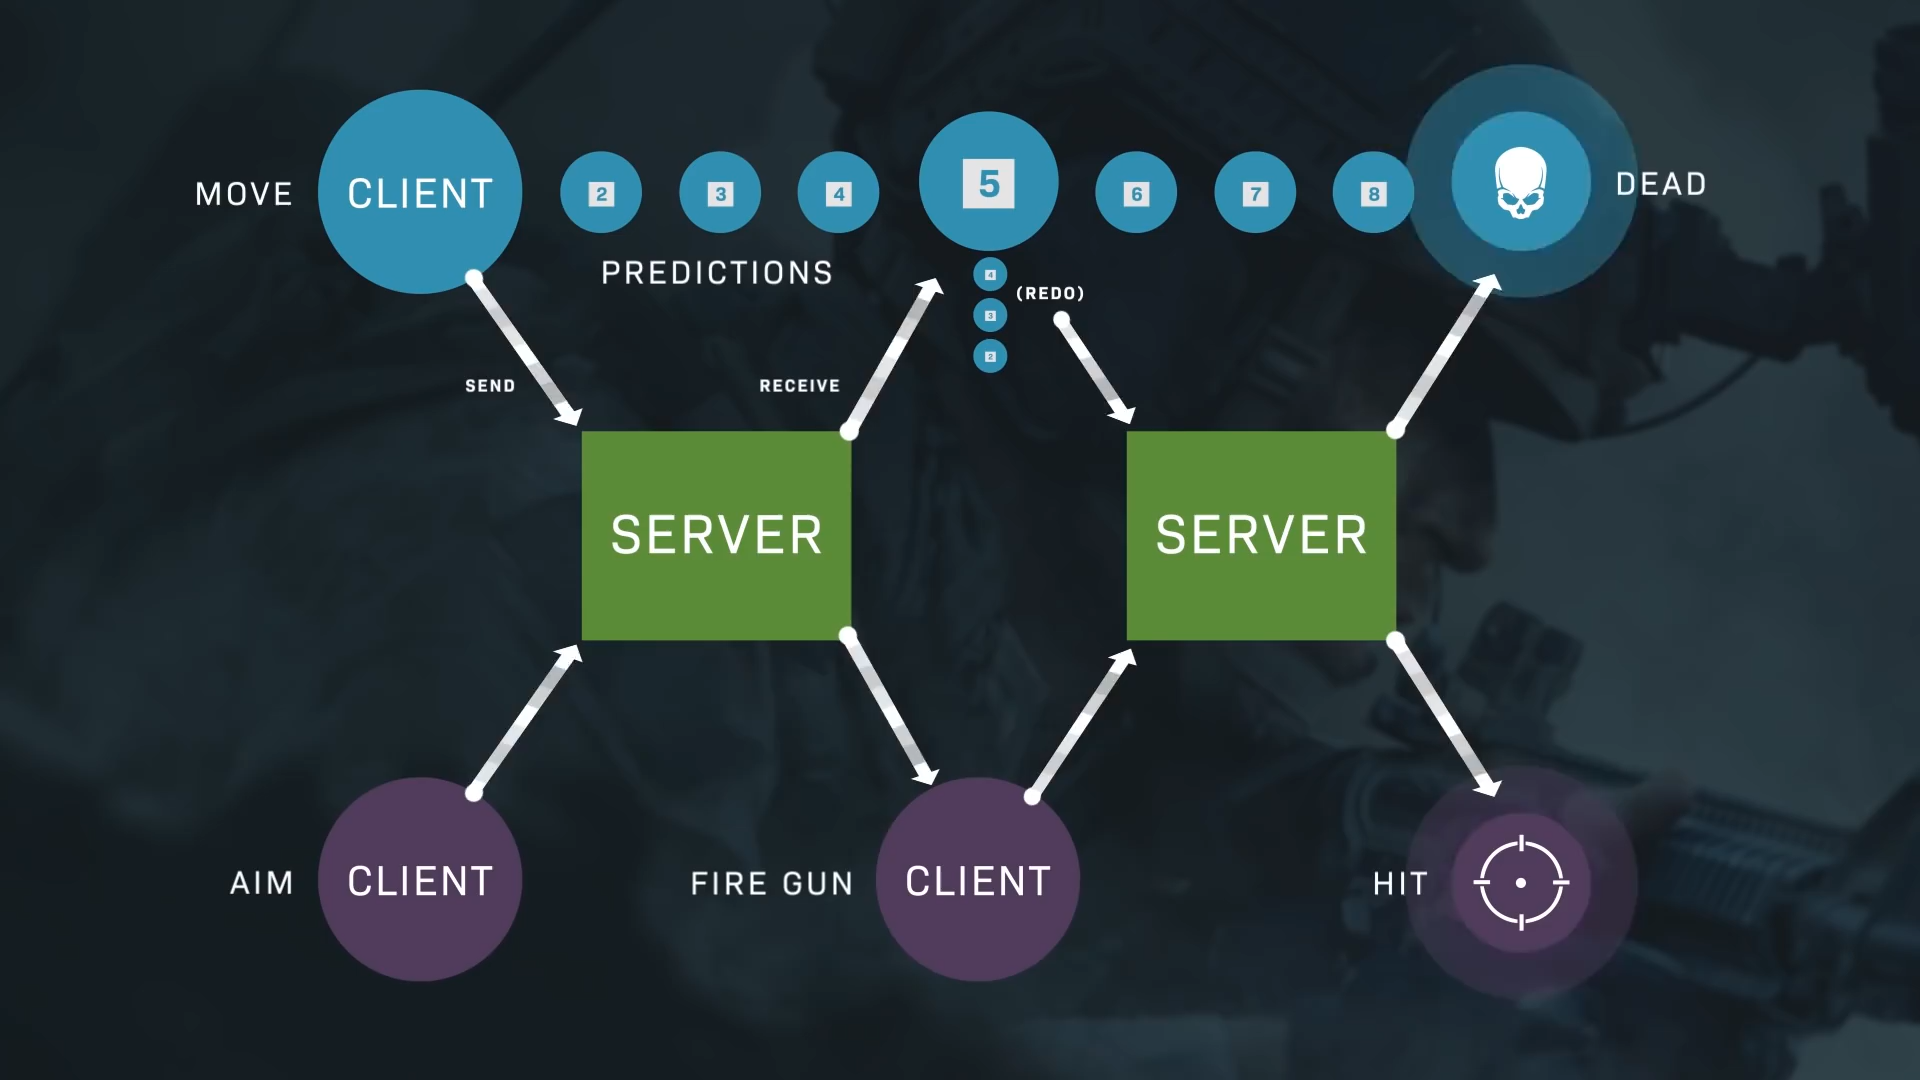 MOVE
CLIENT
2
3
4
5
6
7
8
DEAD
PREDICTIONS
4
3
2
(REDO)
SEND
RECEIVE
SERVER
SERVER
AIM
CLIENT
FIRE GUN
CLIENT
HIT